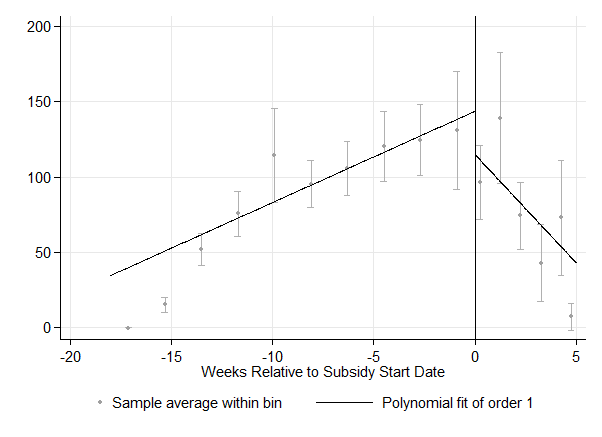 200
150
100
50
0
-20 -15 -10 -5 0 5
Weeks Relative to Subsidy Start Date
Sample average within bin Polynomial fit of order 1